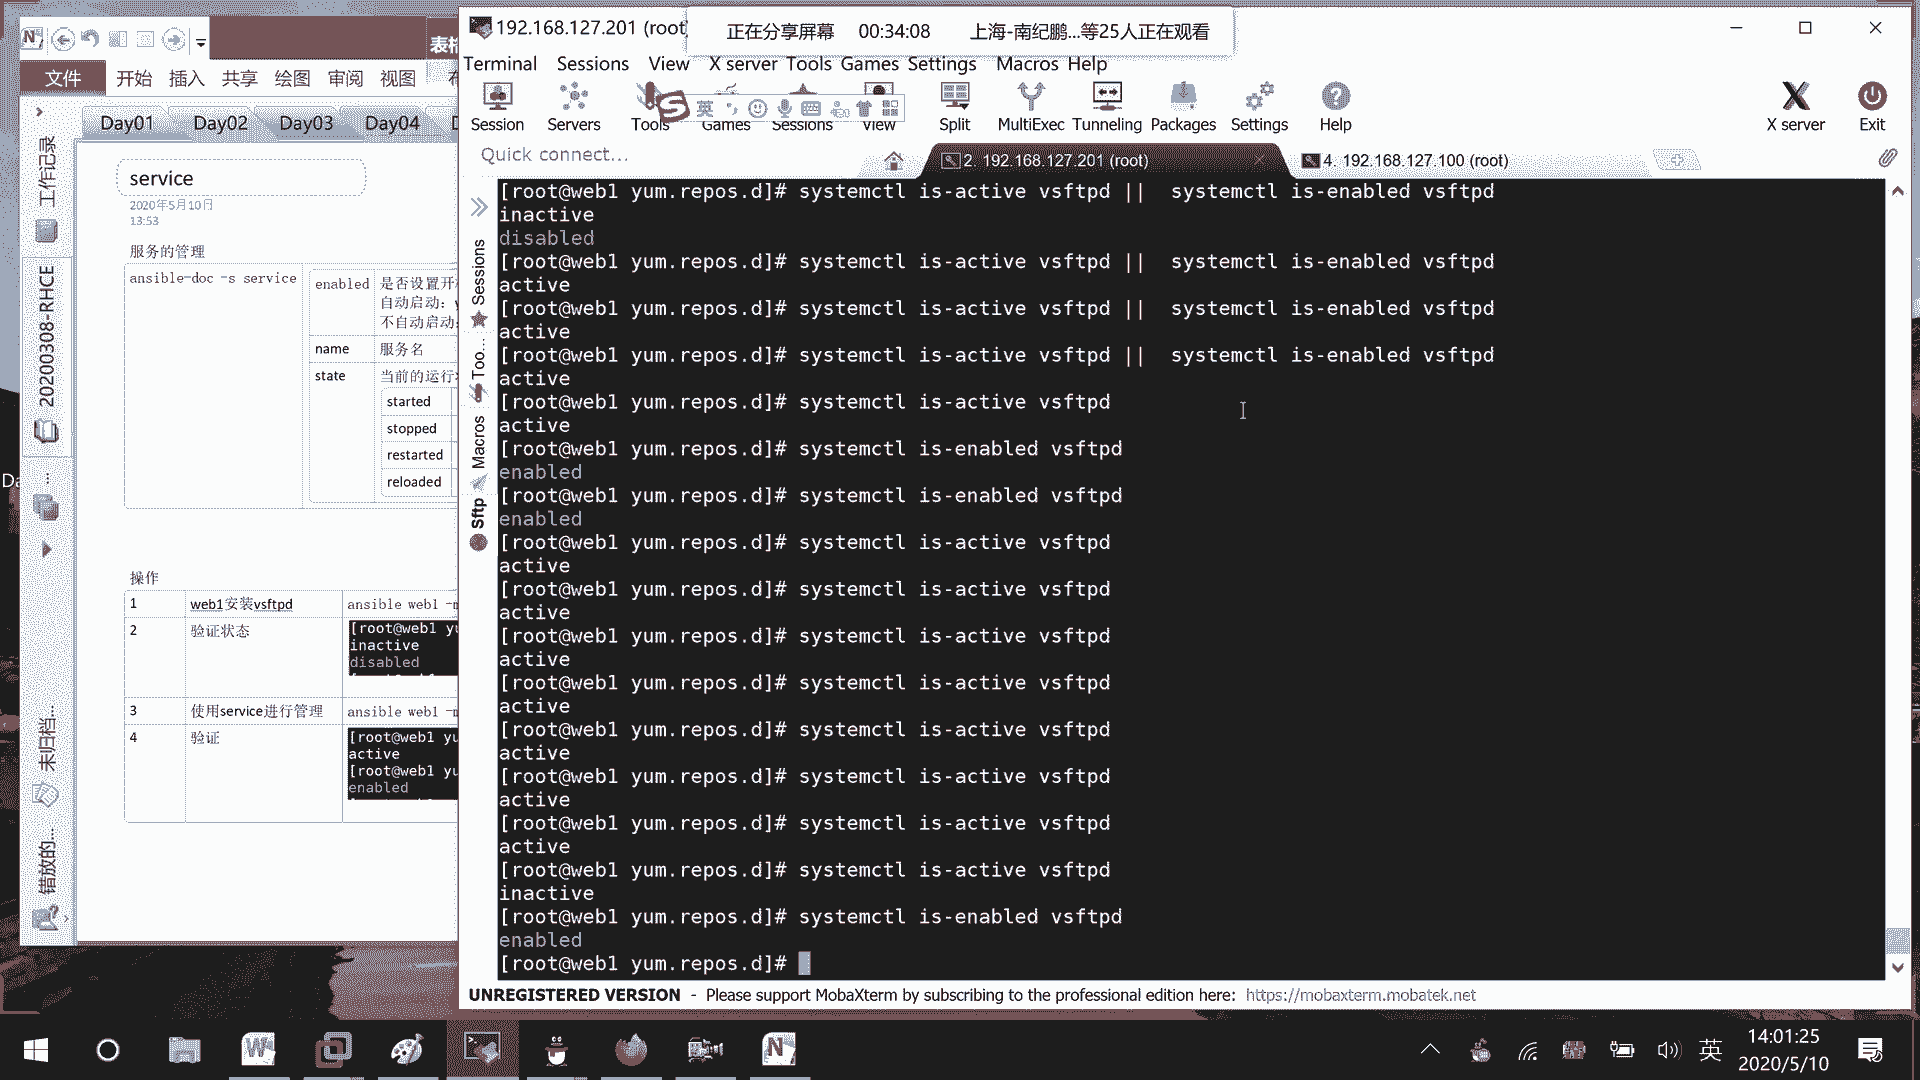 192.168.127.201 (root
正在分享屏幕 00:34:08 上海-南纪鹏...等25人正在观看
Terminal Sessions View X server Tools Games Settings Macros Help
Session Servers Tools Games Sessions View Split MultiExec Tunneling Packages Settings Help X server Exit
英
Quick connect...
2. 192.168.127.201 (root)
4. 192.168.127.100 (root)
表格
文件 开始 插入 共享 绘图 审阅 视图
Day01 Day02 Day03 Day04
工作记录
20200308-RHCE
未归档...
错放的...
service
2020年5月10日
13:53
服务的管理
ansible-doc -s service
enabled 是否设置开
自动启动:
不自动启动:
name 服务名
state 当前的运行
started
stopped
restarted
reloaded
操作
1 web1安装vsftpd ansible web1 -m
2 验证状态
[root@web1 yu
inactive
disabled
3 使用service进行管理 ansible web1 -m
4 验证
[root@web1 yu
active
[root@web1 yu
enabled
Sessions
Too...
Macros
Sftp
[root@web1 yum.repos.d]# systemctl is-active vsftpd ||  systemctl is-enabled vsftpd
inactive
disabled
[root@web1 yum.repos.d]# systemctl is-active vsftpd ||  systemctl is-enabled vsftpd
active
[root@web1 yum.repos.d]# systemctl is-active vsftpd ||  systemctl is-enabled vsftpd
active
[root@web1 yum.repos.d]# systemctl is-active vsftpd ||  systemctl is-enabled vsftpd
active
[root@web1 yum.repos.d]# systemctl is-active vsftpd
active
[root@web1 yum.repos.d]# systemctl is-enabled vsftpd
enabled
[root@web1 yum.repos.d]# systemctl is-enabled vsftpd
enabled
[root@web1 yum.repos.d]# systemctl is-active vsftpd
active
[root@web1 yum.repos.d]# systemctl is-active vsftpd
active
[root@web1 yum.repos.d]# systemctl is-active vsftpd
active
[root@web1 yum.repos.d]# systemctl is-active vsftpd
active
[root@web1 yum.repos.d]# systemctl is-active vsftpd
active
[root@web1 yum.repos.d]# systemctl is-active vsftpd
active
[root@web1 yum.repos.d]# systemctl is-active vsftpd
active
[root@web1 yum.repos.d]# systemctl is-active vsftpd
inactive
[root@web1 yum.repos.d]# systemctl is-enabled vsftpd
enabled
[root@web1 yum.repos.d]#
UNREGISTERED VERSION - Please support MobaXterm by subscribing to the professional edition here: https://mobaxterm.mobatek.net
英
14:01:25
2020/5/10